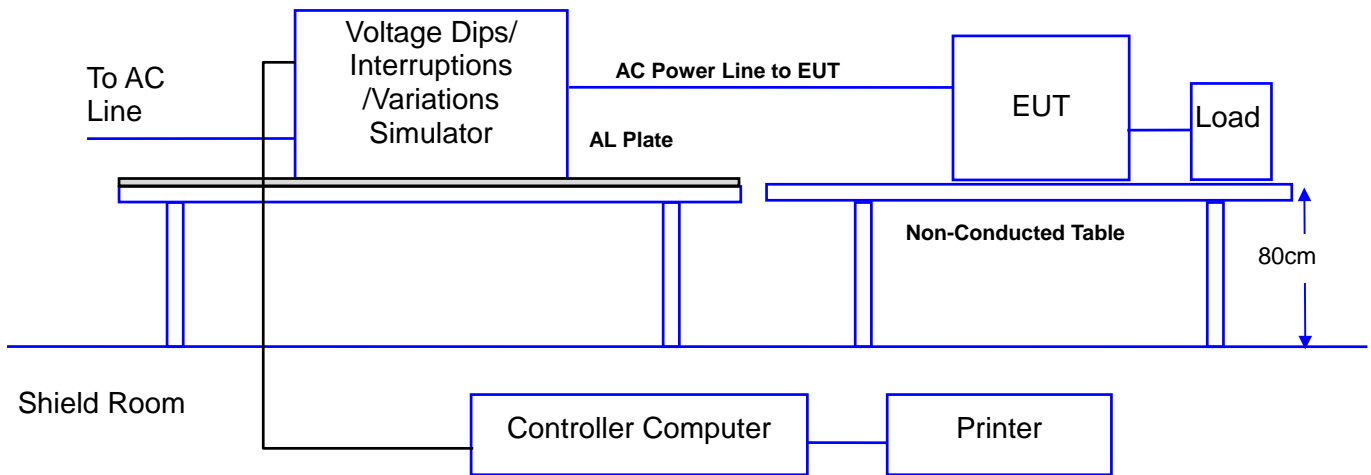 Voltage Dips/
Interruptions
/Variations
Simulator
To AC
Line
AC Power Line to EUT
AL Plate
EUT
Load
Non-Conducted Table
80cm
Shield Room
Controller Computer
Printer